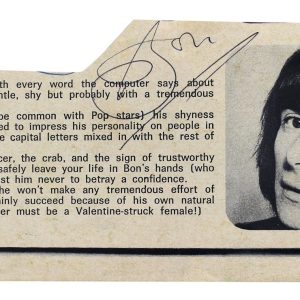 Bon
th every word the computer says about
ntle, shy but probably with a tremendous
be common with Pop stars) his shyness
ed to impress his personality on people in
e capital letters mixed with the rest of
cer, the crab, and the sign of trustworthy
safely leave your life in Bon's hands (who
st him never to betray a confidence.
he won't make any tremendous effort of
inly succeed because of his own natural
er must be a Valentine-struck female!)